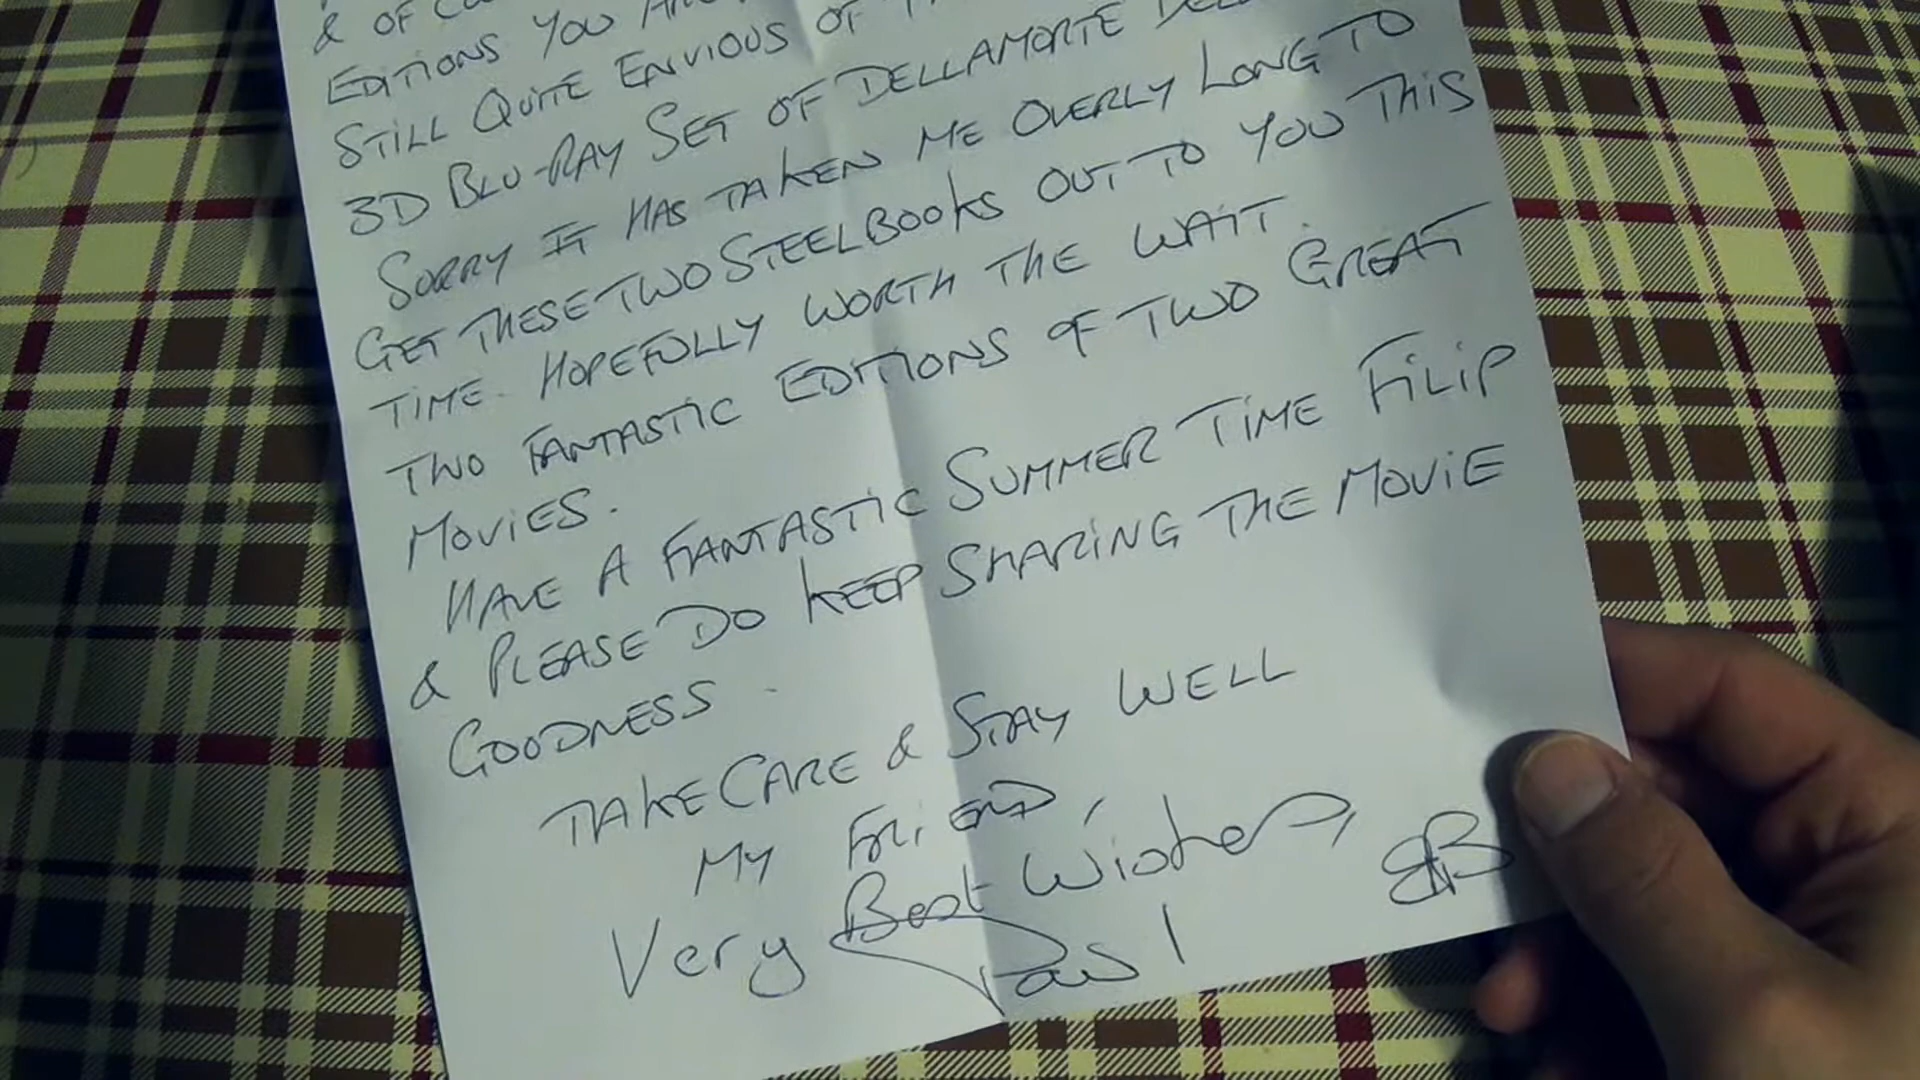 & OF
EDITIONS YOU
STILL QUITE ENVIOUS OF
3D BLU-RAY SET OF DELLAMORTE
SORRY IT HAS TAKEN ME OVERLY LONG TO
GET THESE TWO STEELBOOKS OUT TO YOU THIS
TIME. HOPEFULLY WORTH THE WAIT.
TWO FANTASTIC EDITIONS OF TWO GREAT
MOVIES.
HAVE A FANTASTIC SUMMER TIME FILIP
& PLEASE DO KEEP SHARING THE MOVIE
GOODNESS.
TAKE CARE & STAY WELL
MY FRIEND,
Very Best Wishes,
Paul